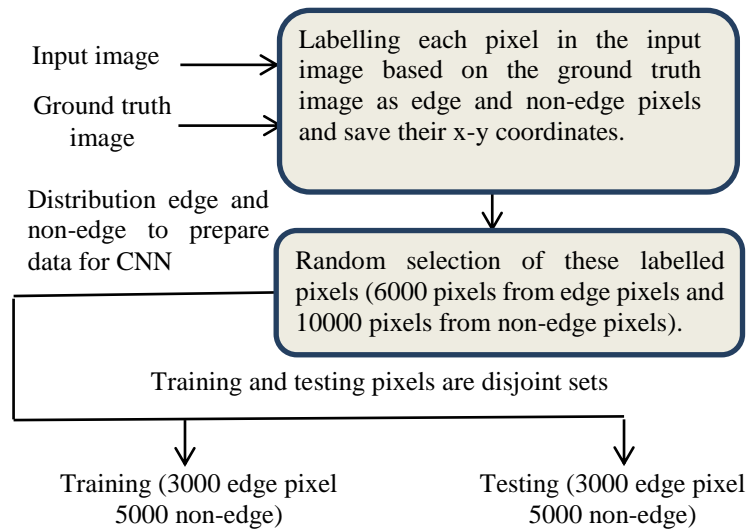 Input image
Ground truth
image
Labelling each pixel in the input
image based on the ground truth
image as edge and non-edge pixels
and save their x-y coordinates.
Distribution edge and
non-edge to prepare
data for CNN
Random selection of these labelled
pixels (6000 pixels from edge pixels and
10000 pixels from non-edge pixels).
Training and testing pixels are disjoint sets
Training (3000 edge pixel
5000 non-edge)
Testing (3000 edge pixel
5000 non-edge)